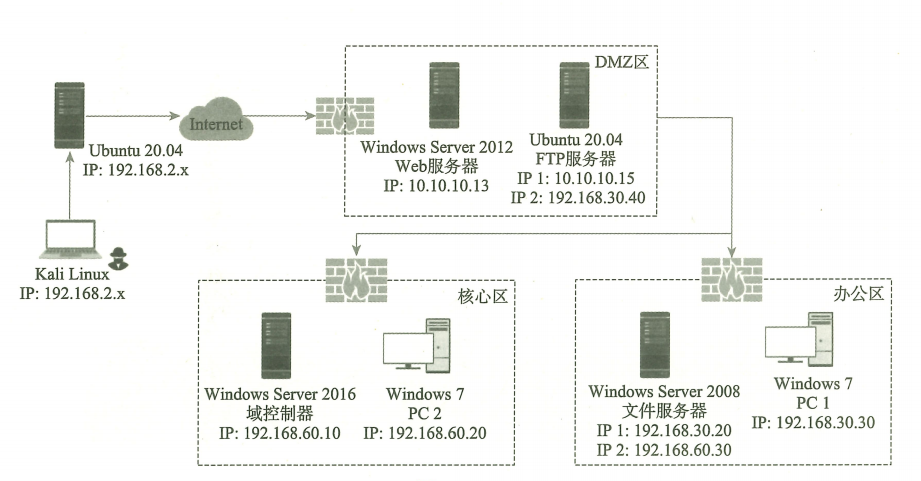 DMZ区
Internet
Ubuntu 20.04
IP: 192.168.2.x
Windows Server 2012
Web服务器
IP: 10.10.10.13
Ubuntu 20.04
FTP服务器
IP 1: 10.10.10.15
IP 2: 192.168.30.40
Kali Linux
IP: 192.168.2.x
核心区
Windows Server 2016
域控制器
IP: 192.168.60.10
Windows 7
PC 2
IP: 192.168.60.20
办公区
Windows Server 2008
文件服务器
IP 1: 192.168.30.20
IP 2: 192.168.60.30
Windows 7
PC 1
IP: 192.168.30.30